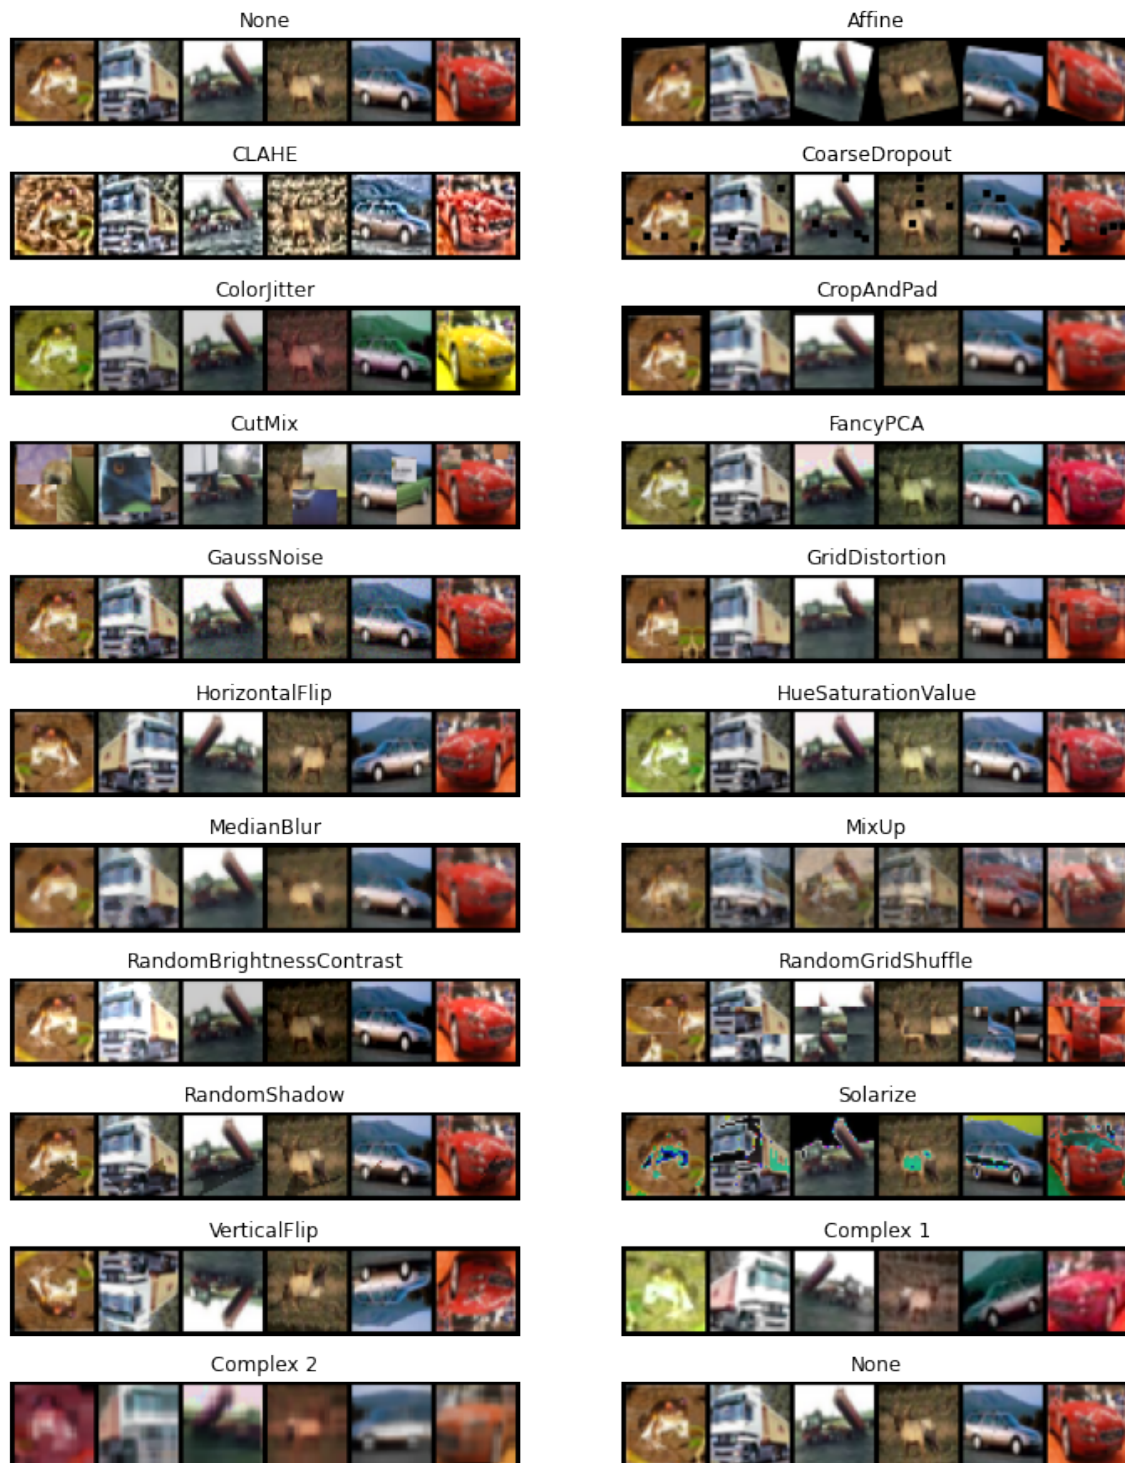 None
Affine
CLAHE
CoarseDropout
ColorJitter
CropAndPad
CutMix
FancyPCA
GaussNoise
GridDistortion
HorizontalFlip
HueSaturationValue
MedianBlur
MixUp
RandomBrightnessContrast
RandomGridShuffle
RandomShadow
Solarize
VerticalFlip
Complex 1
Complex 2
None